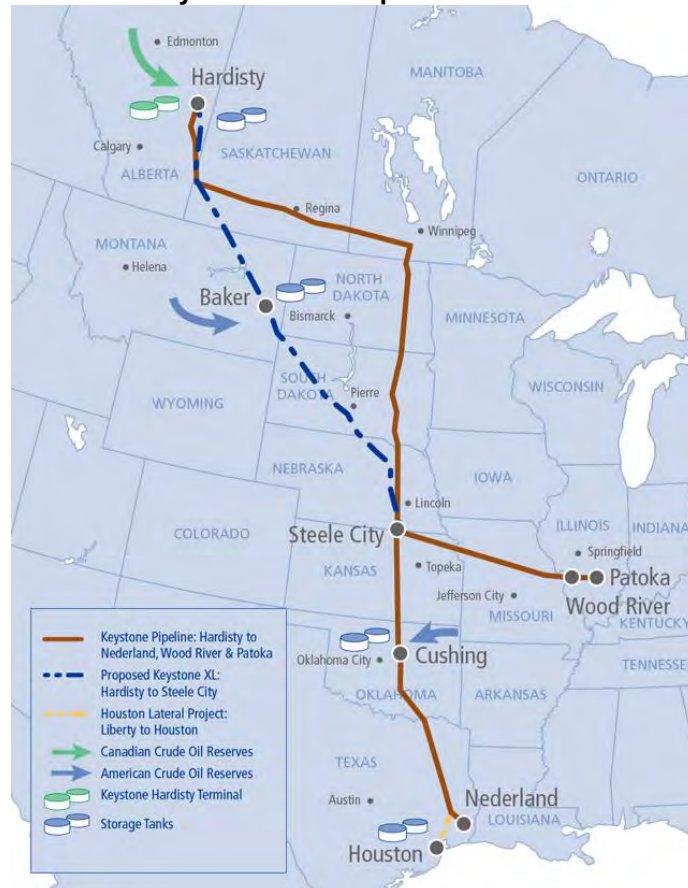 Edmonton
Hardisty
MANITOBA
Calgary
SASKATCHEWAN
ALBERTA
ONTARIO
Regina
Winnipeg
MONTANA
Helena
NORTH
DAKOTA
Baker
Bismarck
MINNESOTA
SOUTH
DAKOTA
Pierre
WISCONSIN
WYOMING
NEBRASKA
IOWA
Lincoln
Steele City
ILLINOIS
INDIANA
COLORADO
Springfield
KANSAS
Topeka
Patoka
Jefferson City
Wood River
MISSOURI
KENTUCKY
Oklahoma City
Cushing
TENNESSE
OKLAHOMA
ARKANSAS
TEXAS
Austin
Nederland
LOUISIANA
Houston
Keystone Pipeline: Hardisty to
Nederland, Wood River & Patoka
Proposed Keystone XL:
Hardisty to Steele City
Houston Lateral Project:
Liberty to Houston
Canadian Crude Oil Reserves
American Crude Oil Reserves
Keystone Hardisty Terminal
Storage Tanks